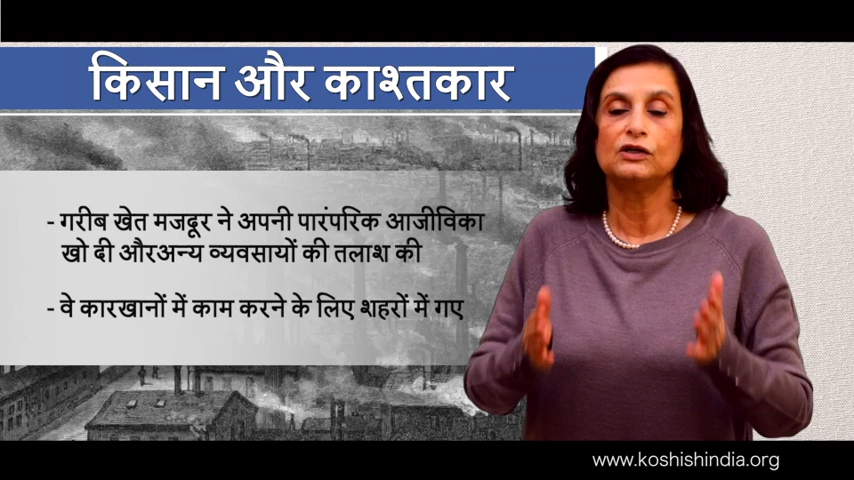 किसान और काश्तकार
- गरीब खेत मजदूर ने अपनी पारंपरिक आजीविका
खो दी औरअन्य व्यवसायों की तलाश की
- वे कारखानों में काम करने के लिए शहरों में गए
www.koshishindia.org